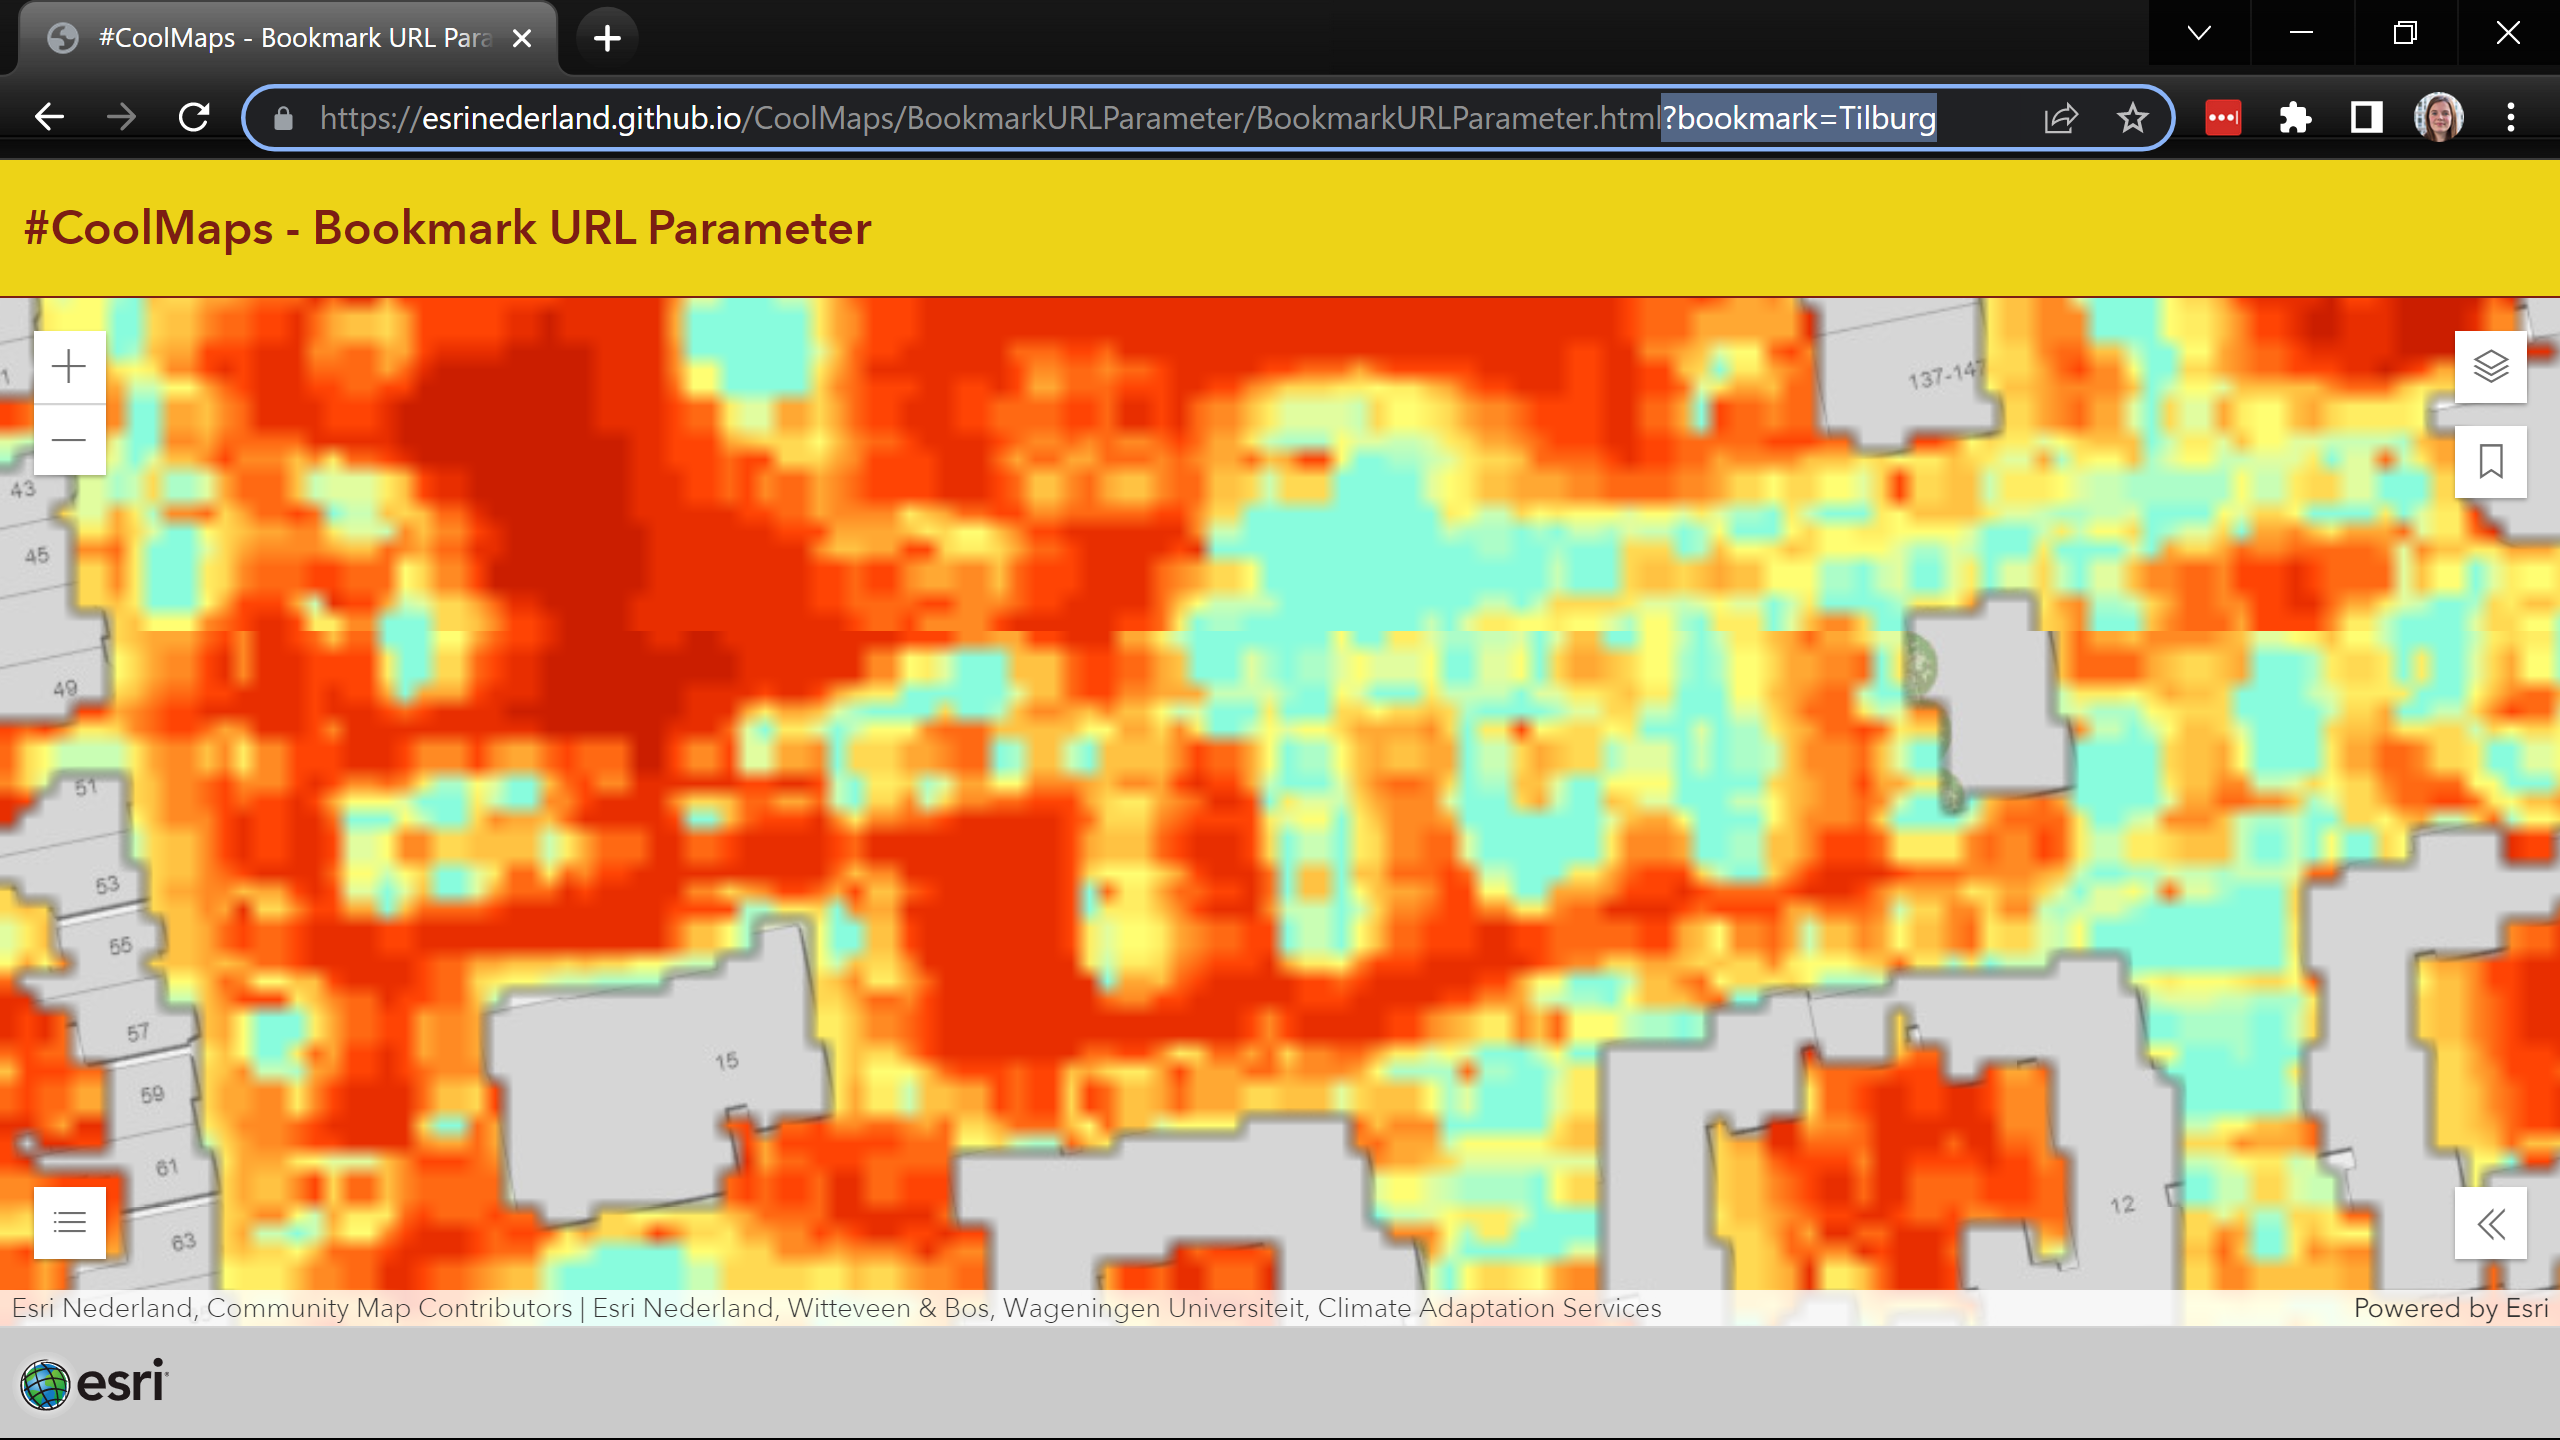 #CoolMaps - Bookmark URL Para
https://esrinederland.github.io/CoolMaps/BookmarkURLParameter/BookmarkURLParameter.html?bookmark=Tilburg
#CoolMaps - Bookmark URL Parameter
137-147
1
43
45
49
51
53
55
57
15
59
61
12
63
Esri Nederland, Community Map Contributors | Esri Nederland, Witteveen & Bos, Wageningen Universiteit, Climate Adaptation Services
Powered by Esri
esri